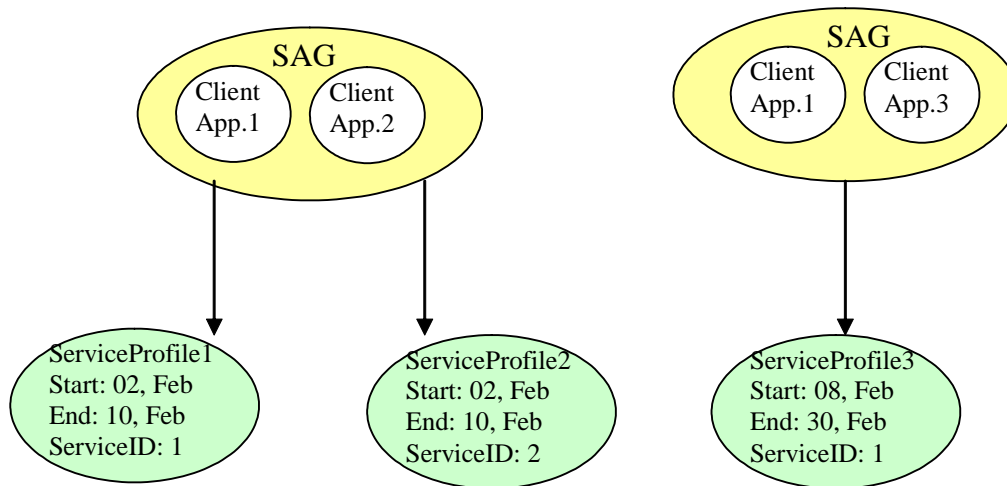 SAG
Client
App.1
Client
App.2
SAG
Client
App.1
Client
App.3
ServiceProfile1
Start: 02, Feb
End: 10, Feb
ServiceID: 1
ServiceProfile2
Start: 02, Feb
End: 10, Feb
ServiceID: 2
ServiceProfile3
Start: 08, Feb
End: 30, Feb
ServiceID: 1